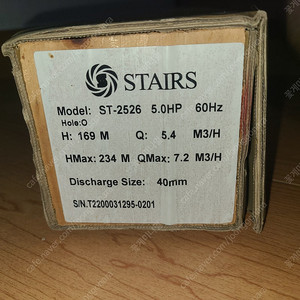 STAIRS
Model: ST-2526 5.0HP 60Hz
Hole:O
H: 169 M Q: 5.4 M3/H
HMax: 234 M QMax: 7.2 M3/H
Discharge Size: 40mm
S/N.T2200031295-0201